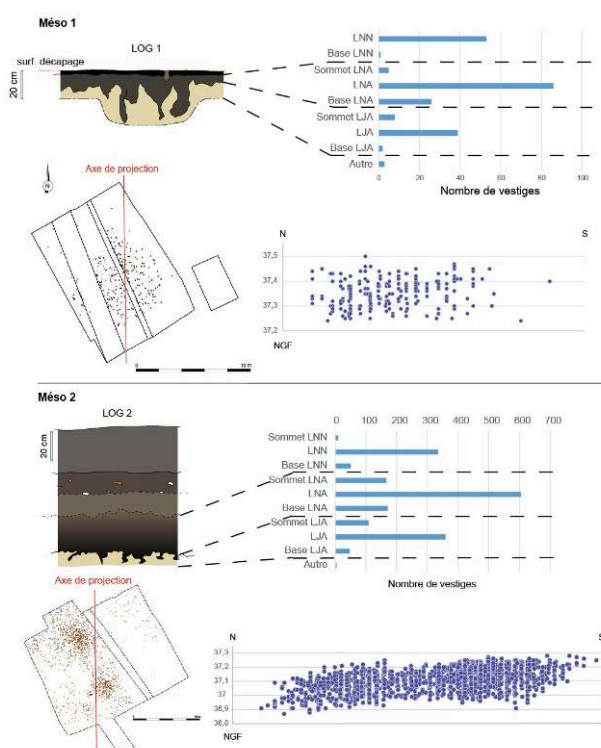 Méso 1
LOG 1
surf. décapage
20 cm
LNN
Base LNN
Sommet LNA
LNA
Base LNA
Sommet LJA
LJA
Base LJA
Autre
0 20 40 60 80 100
Nombre de vestiges
Axe de projection
N
0 10 m
N S
37,5
37,4
37,3
37,2
NGF
Méso 2
LOG 2
20 cm
0 100 200 300 400 500 600 700
Sommet LNN
LNN
Base LNN
Sommet LNA
LNA
Base LNA
Sommet LJA
LJA
Base LJA
Autre
Nombre de vestiges
Axe de projection
N S
37,3
37,2
37,1
37
36,9
36,8
NGF